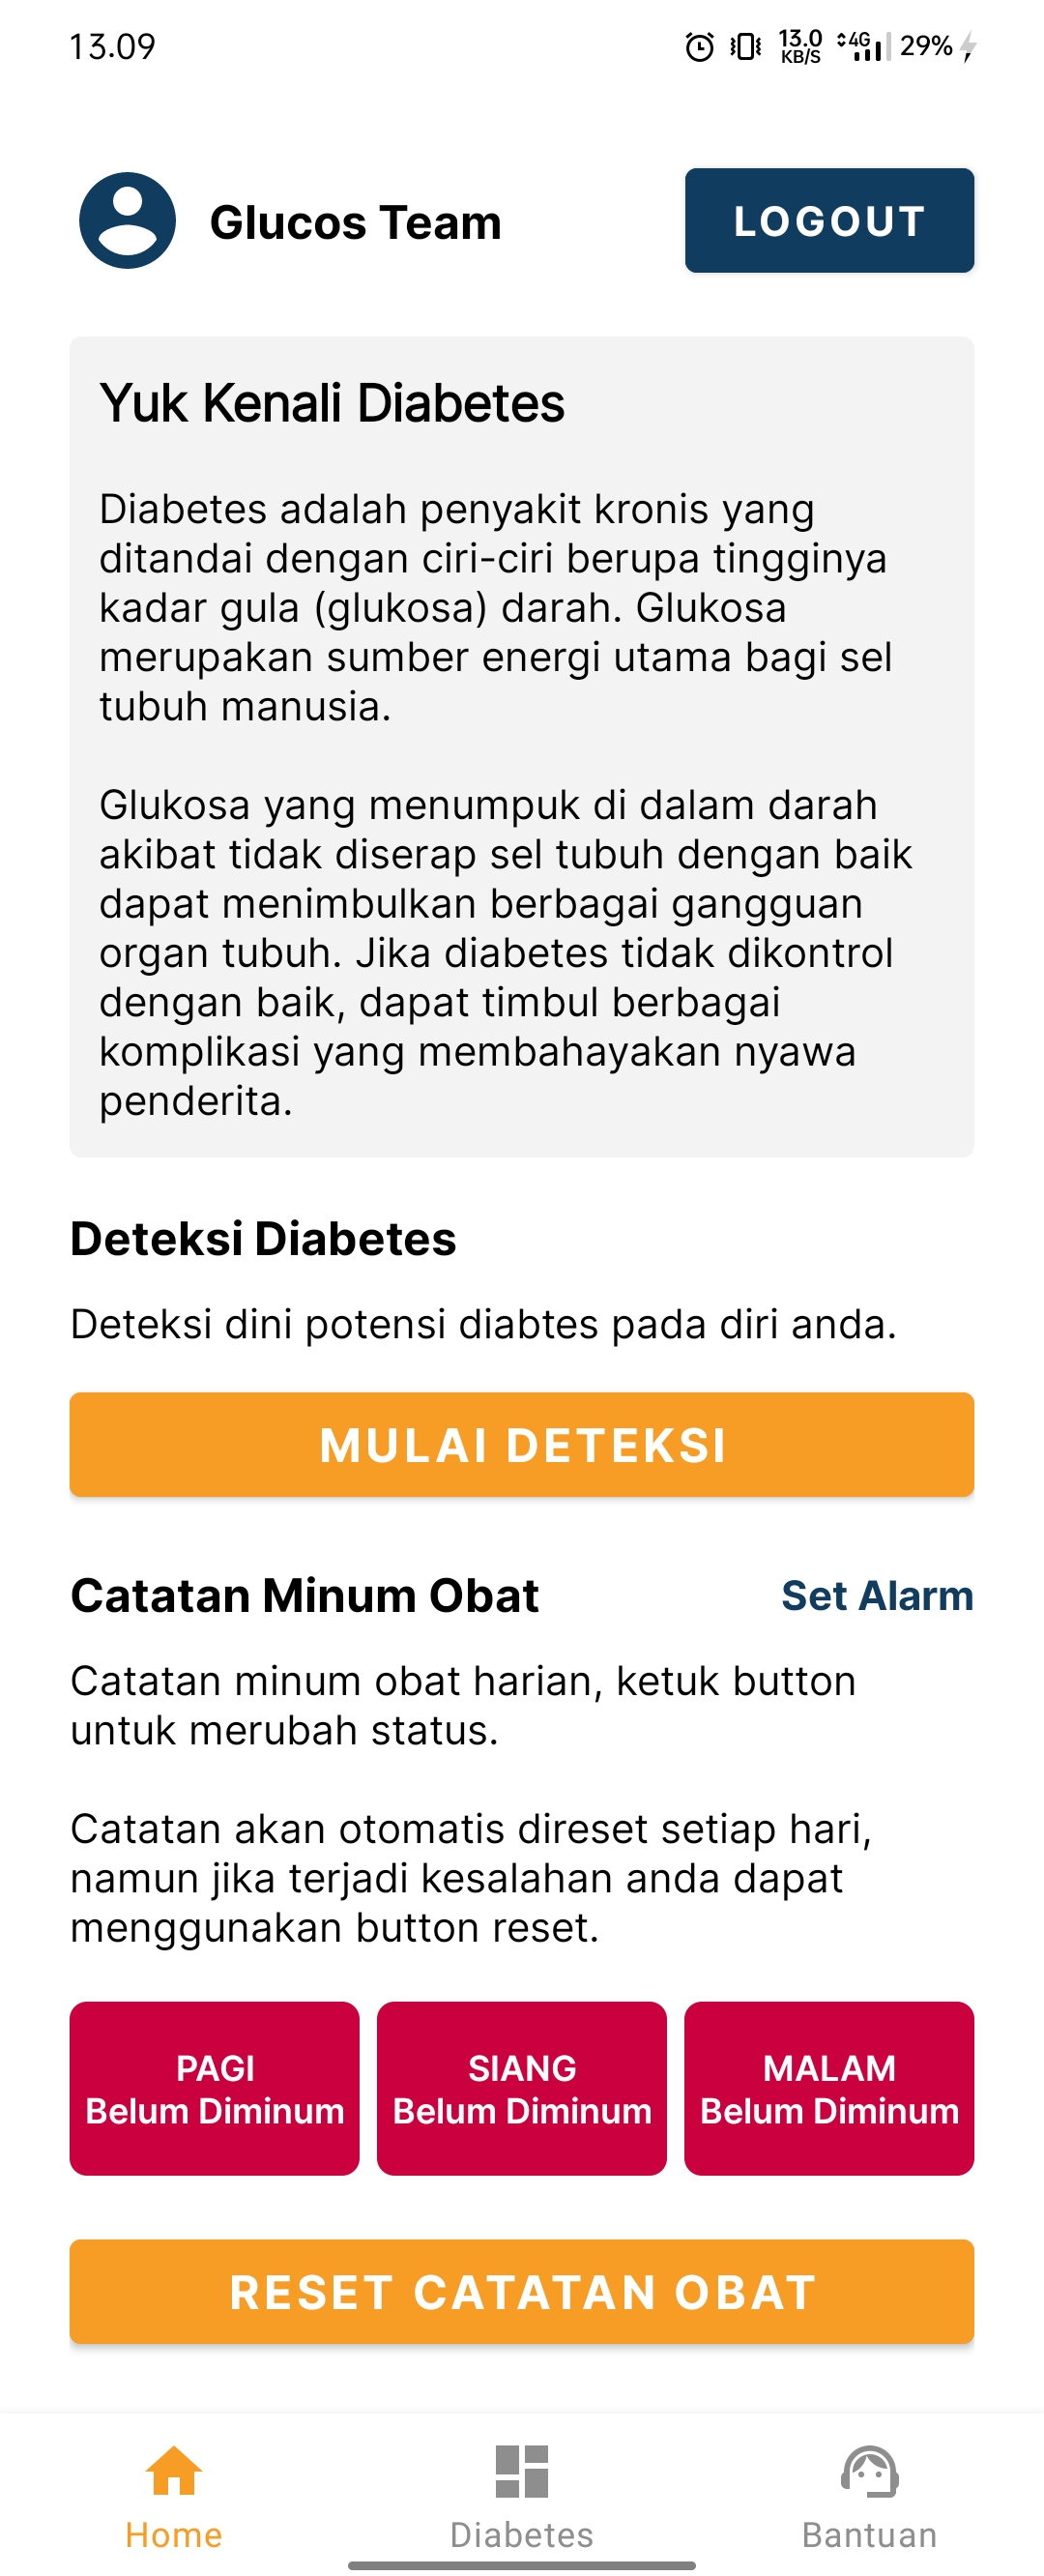 13.09
13.0
KB/S
4G
29%
Glucos Team
LOGOUT
Yuk Kenali Diabetes
Diabetes adalah penyakit kronis yang
ditandai dengan ciri-ciri berupa tingginya
kadar gula (glukosa) darah. Glukosa
merupakan sumber energi utama bagi sel
tubuh manusia.
Glukosa yang menumpuk di dalam darah
akibat tidak diserap sel tubuh dengan baik
dapat menimbulkan berbagai gangguan
organ tubuh. Jika diabetes tidak dikontrol
dengan baik, dapat timbul berbagai
komplikasi yang membahayakan nyawa
penderita.
Deteksi Diabetes
Deteksi dini potensi diabtes pada diri anda.
MULAI DETEKSI
Catatan Minum Obat
Set Alarm
Catatan minum obat harian, ketuk button
untuk merubah status.
Catatan akan otomatis direset setiap hari,
namun jika terjadi kesalahan anda dapat
menggunakan button reset.
PAGI
Belum Diminum
SIANG
Belum Diminum
MALAM
Belum Diminum
RESET CATATAN OBAT
Home
Diabetes
Bantuan